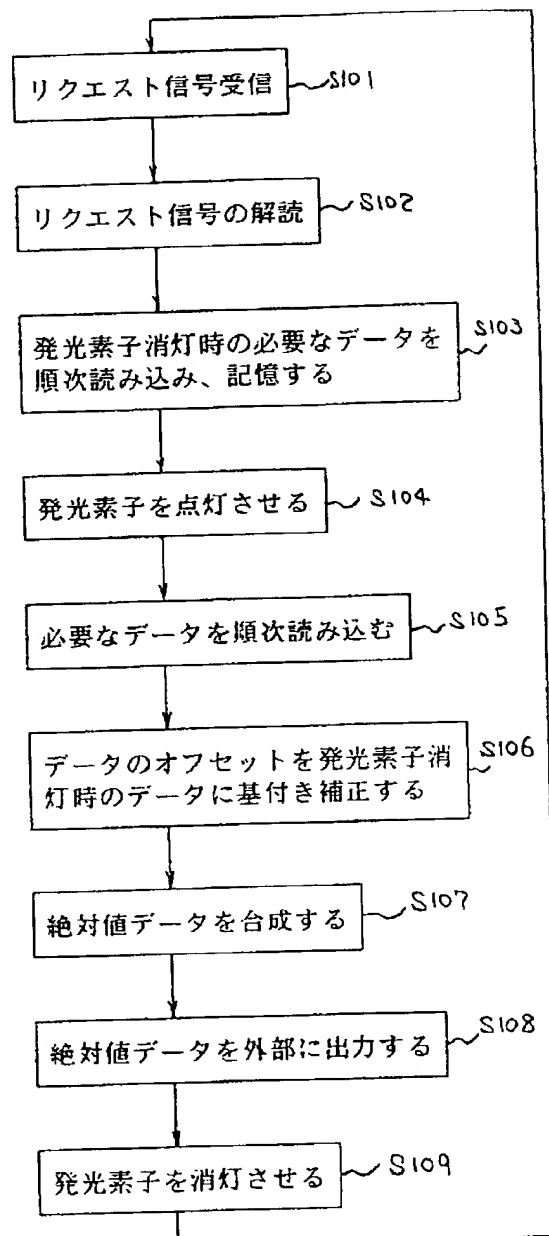 リクエスト信号受信
S101
リクエスト信号の解読
S102
発光素子消灯時の必要なデータを
順次読み込み、記憶する
S103
発光素子を点灯させる
S104
必要なデータを順次読み込む
S105
データのオフセットを発光素子消
灯時のデータに基付き補正する
S106
絶対値データを台成する
S107
絶対値データを外部に出力する
S108
発光素子を消灯させる
S109